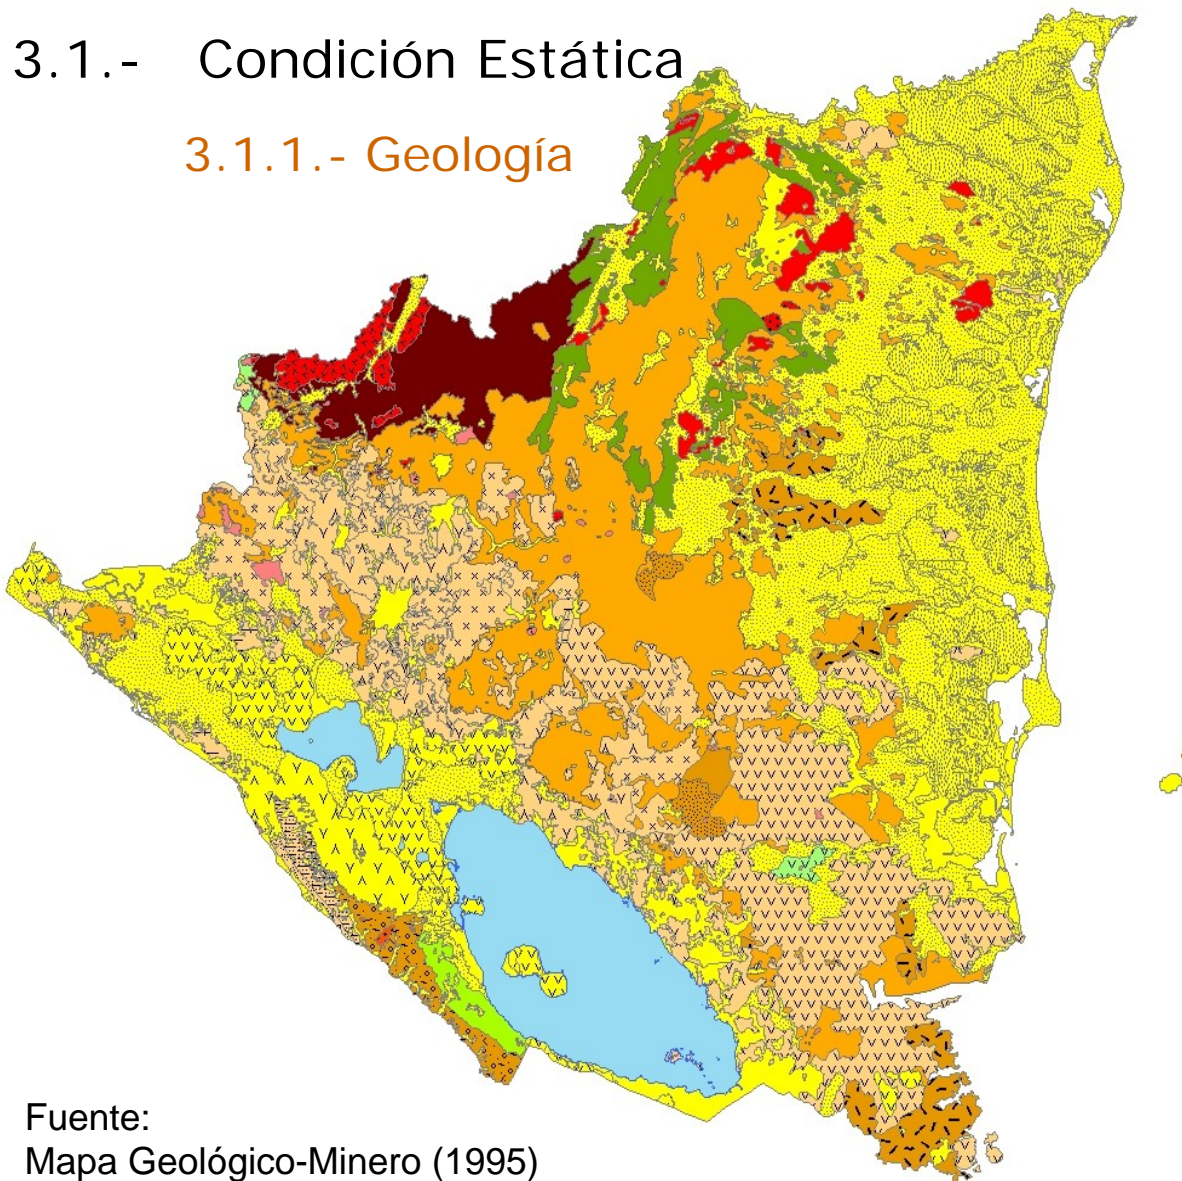 3.1.- Condición Estática
3.1.1.- Geología
Fuente:
Mapa Geológico-Minero (1995)